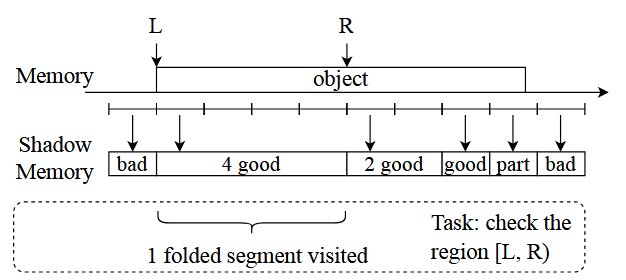 L R
Memory object
Shadow
Memory
bad 4 good 2 good good part bad
1 folded segment visited
Task: check the
region [L, R)